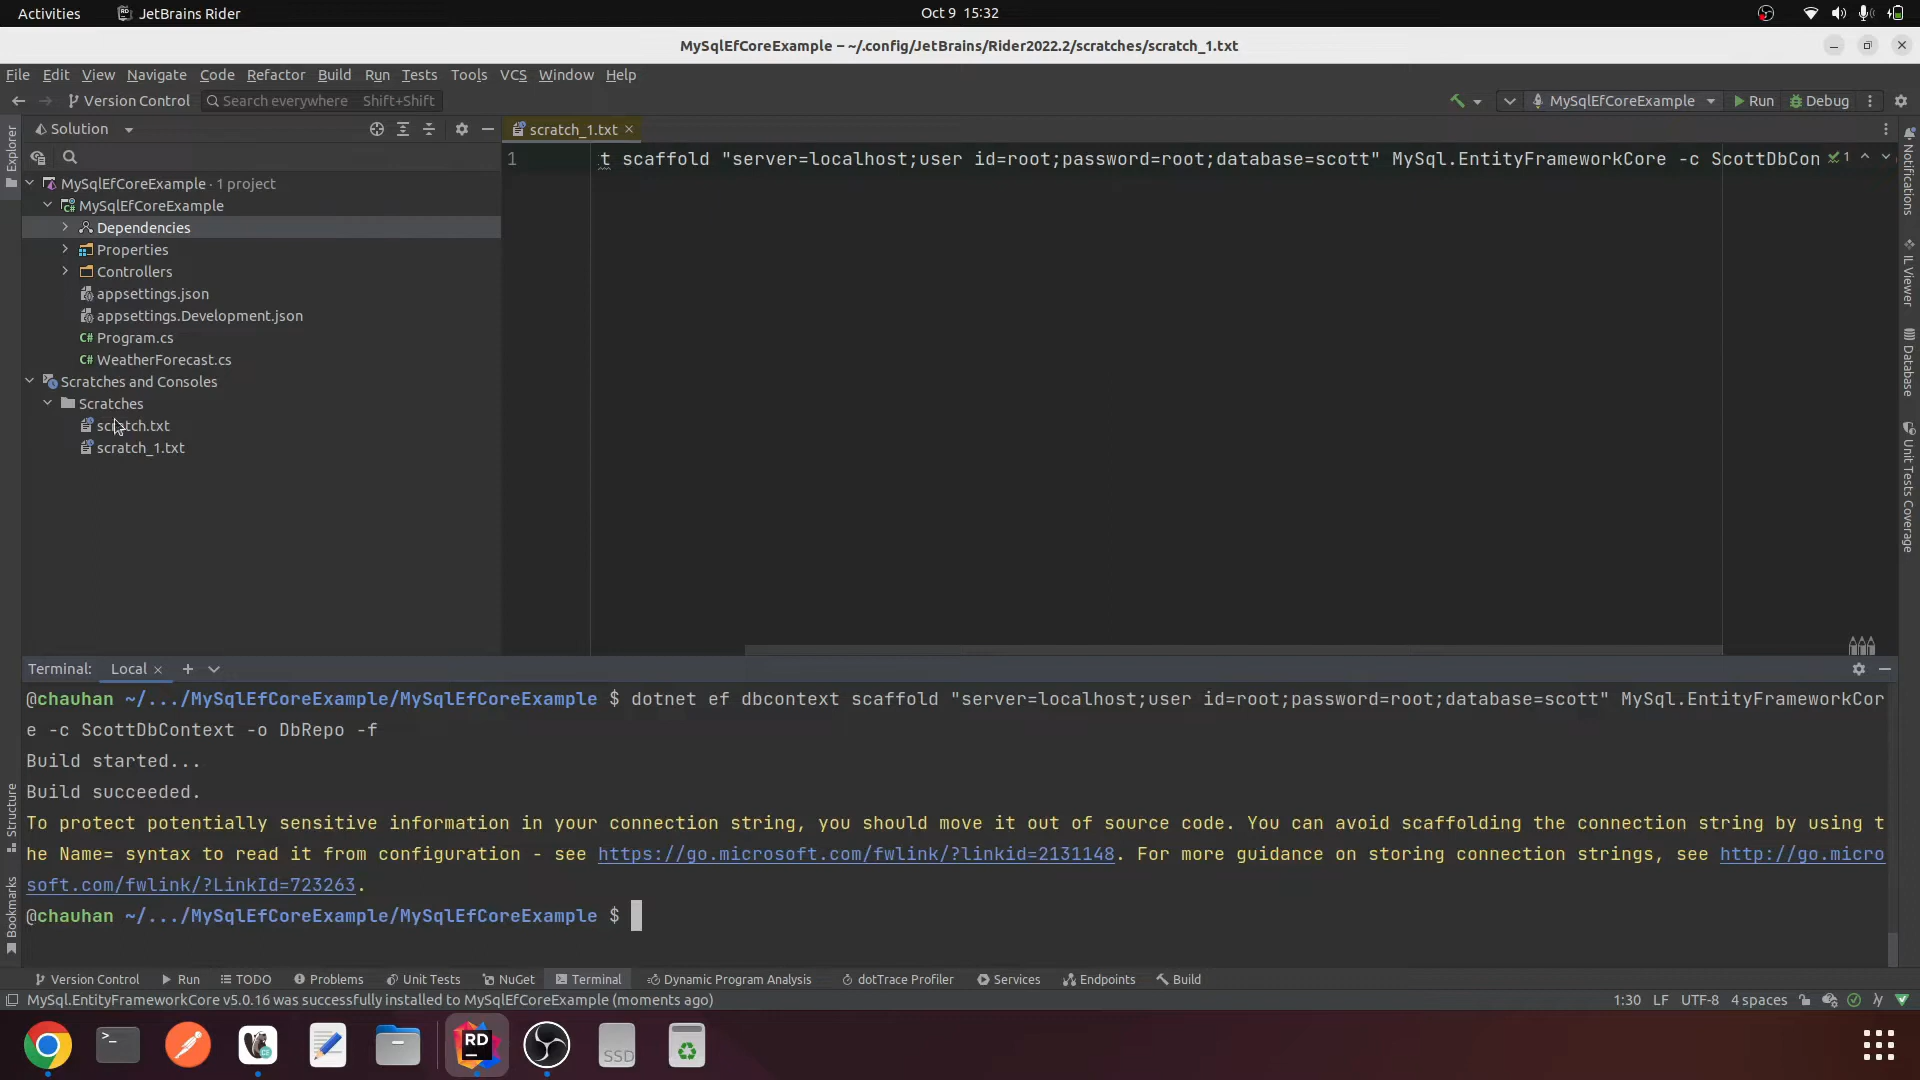 Activities
JetBrains Rider
Oct 9 15:32
MySqlEfCoreExample – ~/.config/JetBrains/Rider2022.2/scratches/scratch_1.txt
File Edit View Navigate Code Refactor Build Run Tests Tools VCS Window Help
Version Control
Search everywhere Shift+Shift
MySqlEfCoreExample
Run
Debug
Explorer
Solution
scratch_1.txt
1
t scaffold "server=localhost;user id=root;password=root;database=scott" MySql.EntityFrameworkCore -c ScottDbCon
1
MySqlEfCoreExample · 1 project
MySqlEfCoreExample
Dependencies
Properties
Controllers
appsettings.json
appsettings.Development.json
C# Program.cs
C# WeatherForecast.cs
Scratches and Consoles
Scratches
scratch.txt
scratch_1.txt
Notifications
IL Viewer
Database
Unit Tests Coverage
Terminal: Local
@chauhan ~/.../MySqlEfCoreExample/MySqlEfCoreExample $ dotnet ef dbcontext scaffold "server=localhost;user id=root;password=root;database=scott" MySql.EntityFrameworkCor
e -c ScottDbContext -o DbRepo -f
Build started...
Build succeeded.
To protect potentially sensitive information in your connection string, you should move it out of source code. You can avoid scaffolding the connection string by using t
he Name= syntax to read it from configuration - see https://go.microsoft.com/fwlink/?linkid=2131148. For more guidance on storing connection strings, see http://go.micro
soft.com/fwlink/?LinkId=723263.
@chauhan ~/.../MySqlEfCoreExample/MySqlEfCoreExample $
Structure
Bookmarks
Version Control Run TODO Problems Unit Tests NuGet Terminal Dynamic Program Analysis dotTrace Profiler Services Endpoints Build
MySql.EntityFrameworkCore v5.0.16 was successfully installed to MySqlEfCoreExample (moments ago)
1:30 LF UTF-8 4 spaces
RD
SSD